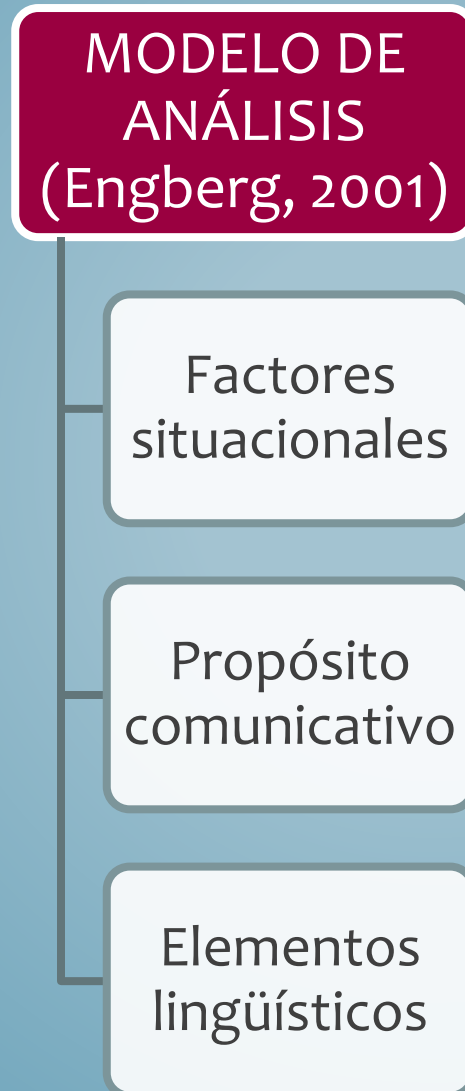 MODELO DE
ANÁLISIS
(Engberg, 2001)
Factores
situacionales
Propósito
comunicativo
Elementos
lingüísticos